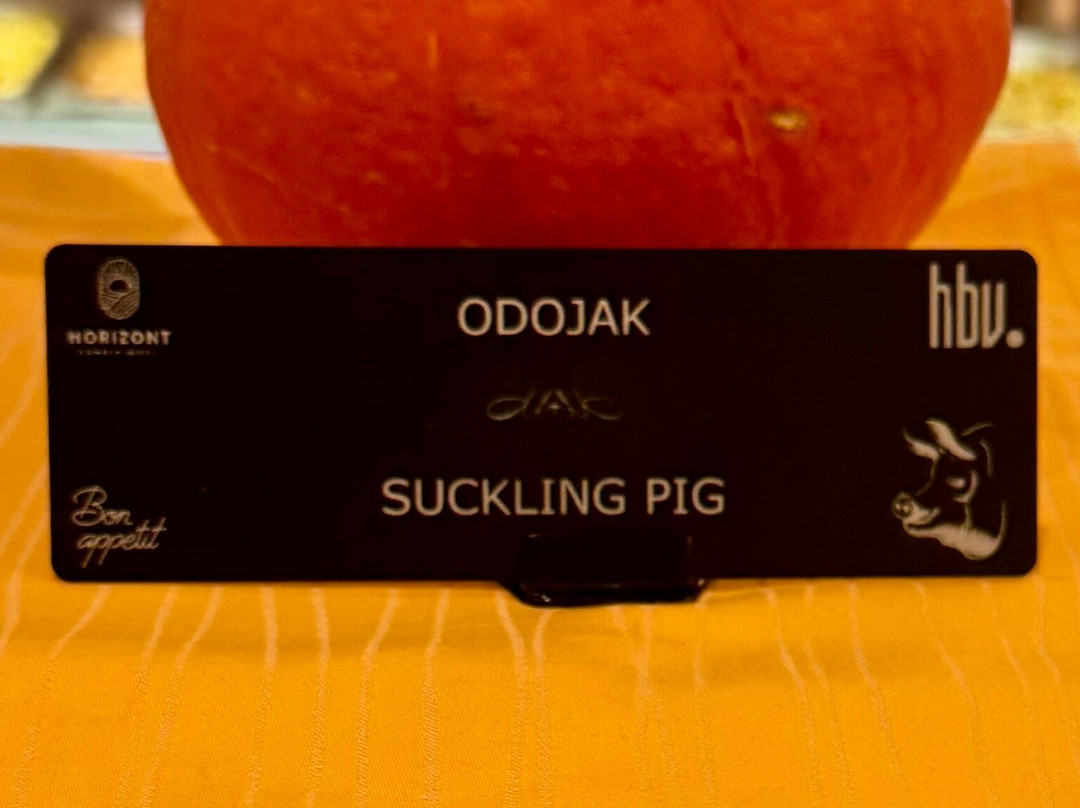 HORIZONT
hbv.
ODOJAK
SUCKLING PIG
Bon
appetit